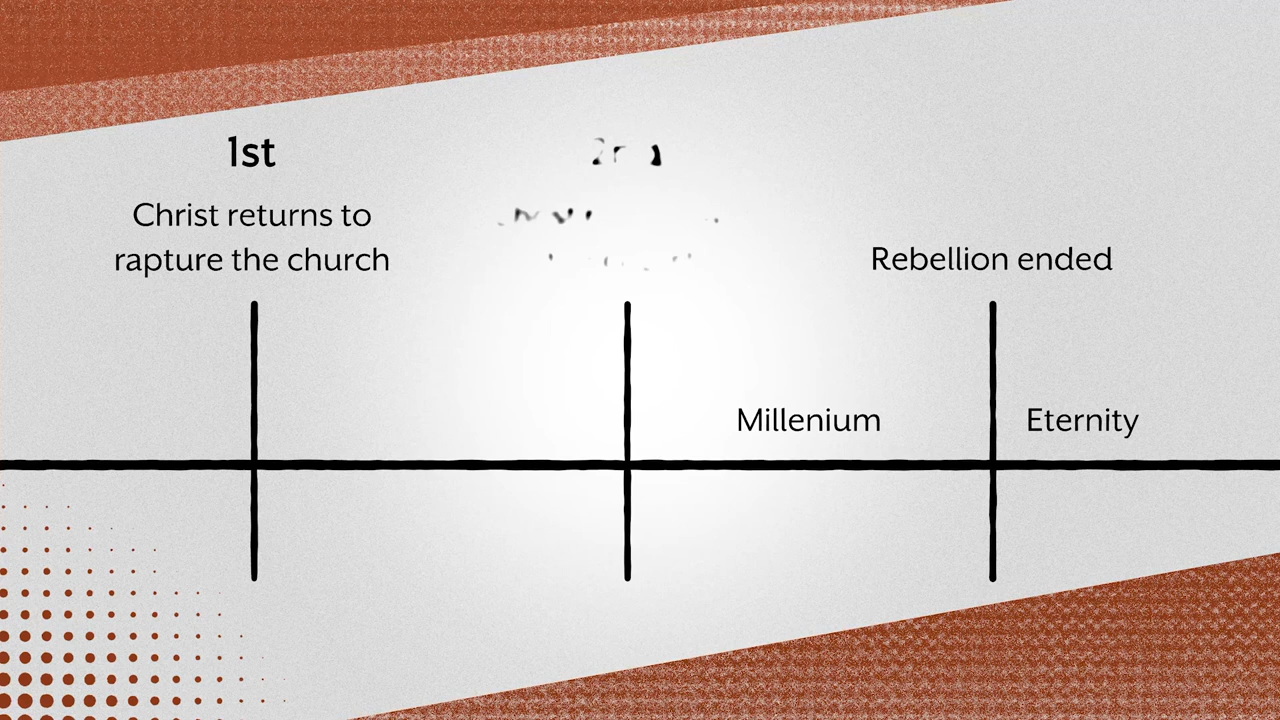 1st
Christ returns to
rapture the church
Rebellion ended
Millenium
Eternity